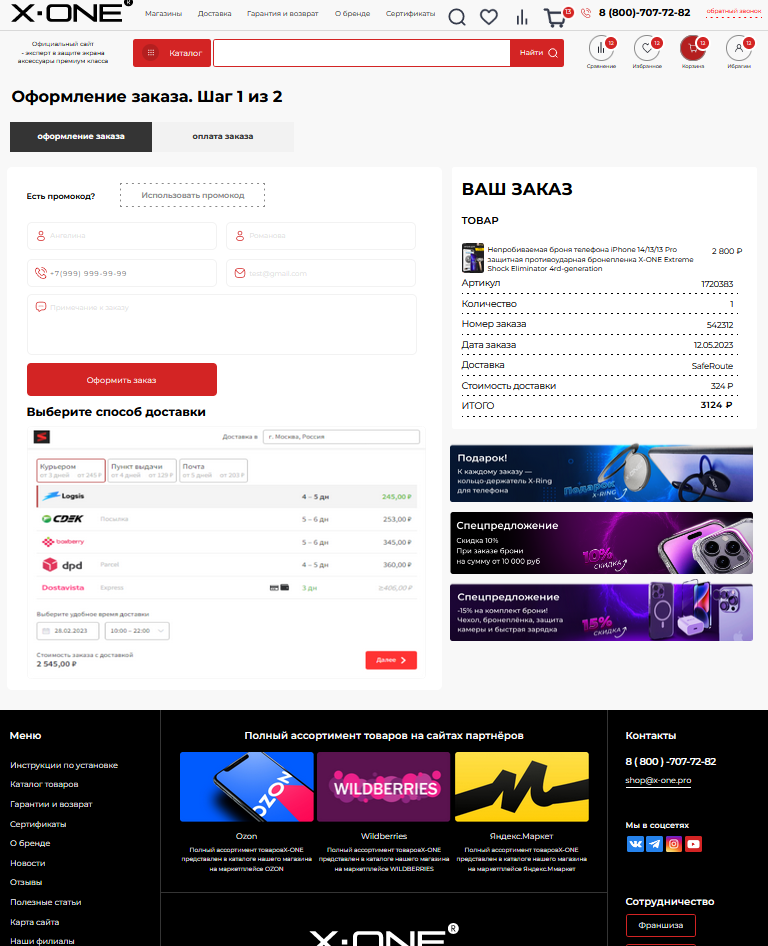 X·ONE®
Магазины Доставка Гарантия и возврат О бренде Сертификаты
13
8 (800)-707-72-82
обратный звонок
Официальный сайт
- эксперт в защите экрана
аксессуары премиум класса
Каталог
Найти
12 12 12 12
Сравнение Избранное Корзина Ибрагим
Оформление заказа. Шаг 1 из 2
оформление заказа
оплата заказа
Есть промокод?
Использовать промокод
Ангелина
Романова
+7(999) 999-99-99
test@gmail.com
Примечание к заказу
Оформить заказ
Выберите способ доставки
Доставка в г. Москва, Россия
Курьером
от 3 дней от 245 ₽
Пункт выдачи
от 4 дней от 129 ₽
Почта
от 5 дней от 203 ₽
Logsis 4 – 5 дн 245,00 ₽
CDEK Посылка 5 – 6 дн 253,00 ₽
boxberry 5 – 6 дн 345,00 ₽
dpd Parcel 4 – 5 дн 360,00 ₽
Dostavista Express 3 дн ≥406,00 ₽
Выберите удобное время доставки
28.02.2023
10:00 – 22:00
Стоимость заказа с доставкой
2 545,00 ₽
Далее
ВАШ ЗАКАЗ
ТОВАР
Непробиваемая броня телефона iPhone 14/13/13 Pro 2 800 ₽
защитная противоударная бронепленка X-ONE Extreme
Shock Eliminator 4rd-generation
Артикул 1720383
Количество 1
Номер заказа 542312
Дата заказа 12.05.2023
Доставка SafeRoute
Стоимость доставки 324 ₽
ИТОГО 3124 ₽
Подарок!
К каждому заказу —
кольцо-держатель X-Ring
для телефона
Подарок
X-RING
Спецпредложение
Скидка 10%
При заказе брони
на сумму от 10 000 руб
10%
СКИДКА
Спецпредложение
-15% на комплект брони!
Чехол, бронеплёнка, защита
камеры и быстрая зарядка
15%
СКИДКА
Меню
Инструкции по установке
Каталог товаров
Гарантии и возврат
Сертификаты
О бренде
Новости
Отзывы
Полезные статьи
Карта сайта
Наши филиалы
Полный ассортимент товаров на сайтах партнёров
OZON
WILDBERRIES
Ozon
Полный ассортимент товаровX-ONE
представлен в каталоге нашего магазина
на маркетплейсе OZON
Wildberries
Полный ассортимент товаровX-ONE
представлен в каталоге нашего магазина
на маркетплейсе WILDBERRIES
Яндекс.Маркет
Полный ассортимент товаровX-ONE
представлен в каталоге нашего магазина
на маркетплейсе Яндекс.Ммаркет
X·ONE®
Контакты
8 ( 800 ) -707-72-82
shop@x-one.pro
Мы в соцсетях
Сотрудничество
Франшиза